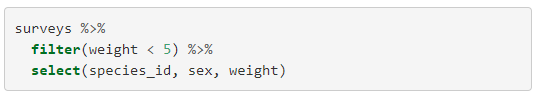 surveys %>%
  filter(weight < 5) %>%
  select(species_id, sex, weight)